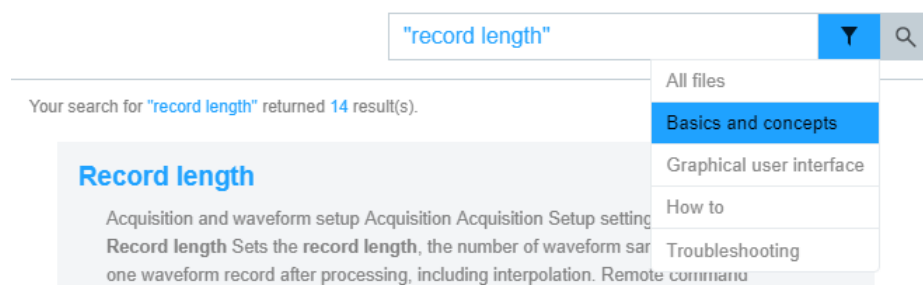 "record length"
All files
Your search for "record length" returned 14 result(s).
Basics and concepts
Graphical user interface
Record length
How to
Acquisition and waveform setup Acquisition Acquisition Setup setting
Record length Sets the record length, the number of waveform sar
Troubleshooting
one waveform record after processing, including interpolation. Remote command